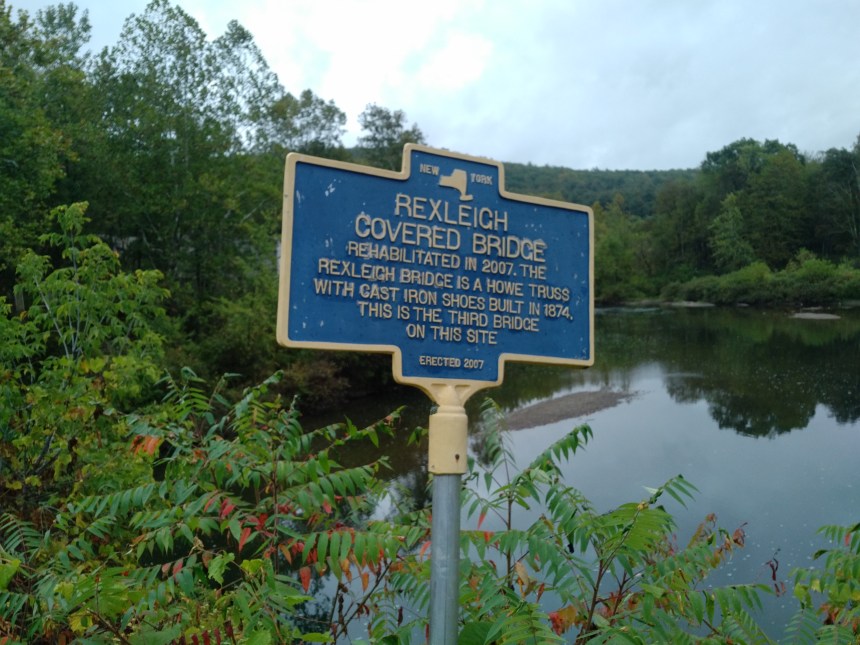 NEW YORK
REXLEIGH
COVERED BRIDGE
REHABILITATED IN 2007. THE
REXLEIGH BRIDGE IS A HOWE TRUSS
WITH CAST IRON SHOES BUILT IN 1874.
THIS IS THE THIRD BRIDGE
ON THIS SITE
ERECTED 2007